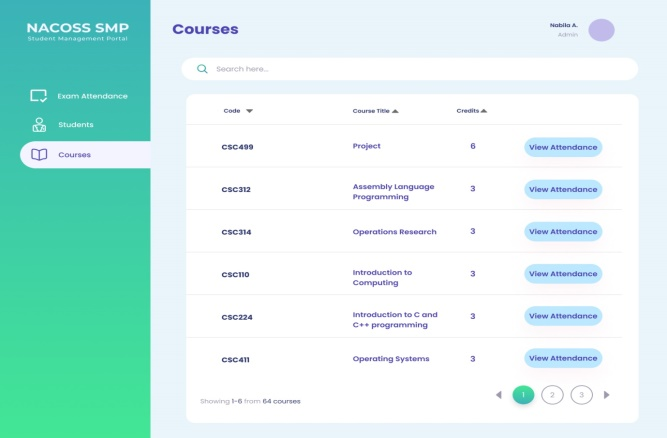 NACOSS SMP
Student Management Portal
Exam Attendance
Students
Courses
Courses
Nabila A.
Admin
Search here...
Code Course Title Credits
CSC499 Project 6 View Attendance
CSC312 Assembly Language Programming 3 View Attendance
CSC314 Operations Research 3 View Attendance
CSC110 Introduction to Computing 3 View Attendance
CSC224 Introduction to C and C++ programming 3 View Attendance
CSC411 Operating Systems 3 View Attendance
Showing 1-6 from 64 courses
1 2 3